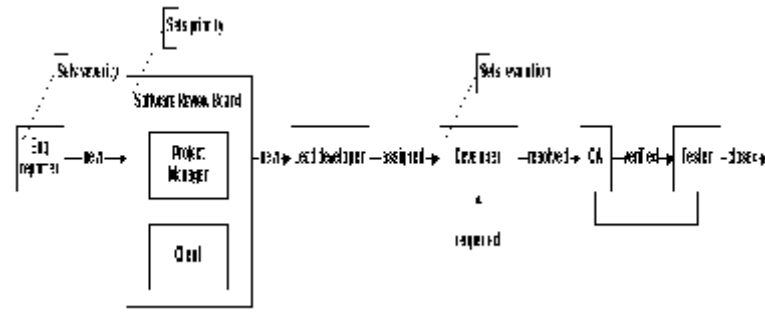 Sets priority
Sets severity
Sets resolution
Software Review Board
Bug
reporter
new
Project
Manager
Client
new
Lead developer
assigned
Developer
resolved
QA
verified
Tester
closed